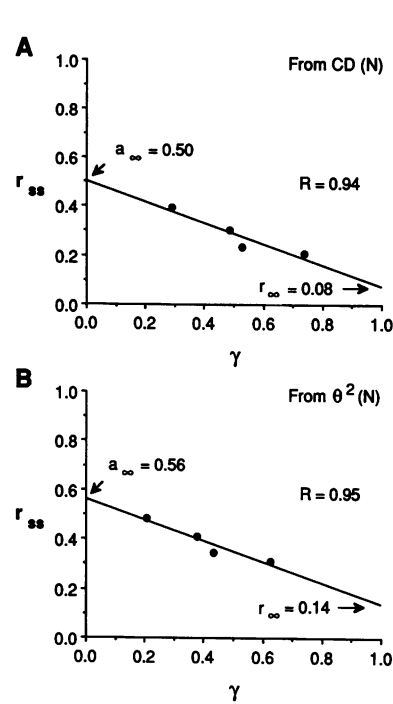 A
From CD (N)
1.0
0.8
0.6
0.4
0.2
0.0
r ss
a ∞ = 0.50
R = 0.94
r ∞ = 0.08
0.0 0.2 0.4 0.6 0.8 1.0
γ
B
From θ ² (N)
1.0
0.8
0.6
0.4
0.2
0.0
r ss
a ∞ = 0.56
R = 0.95
r ∞ = 0.14
0.0 0.2 0.4 0.6 0.8 1.0
γ